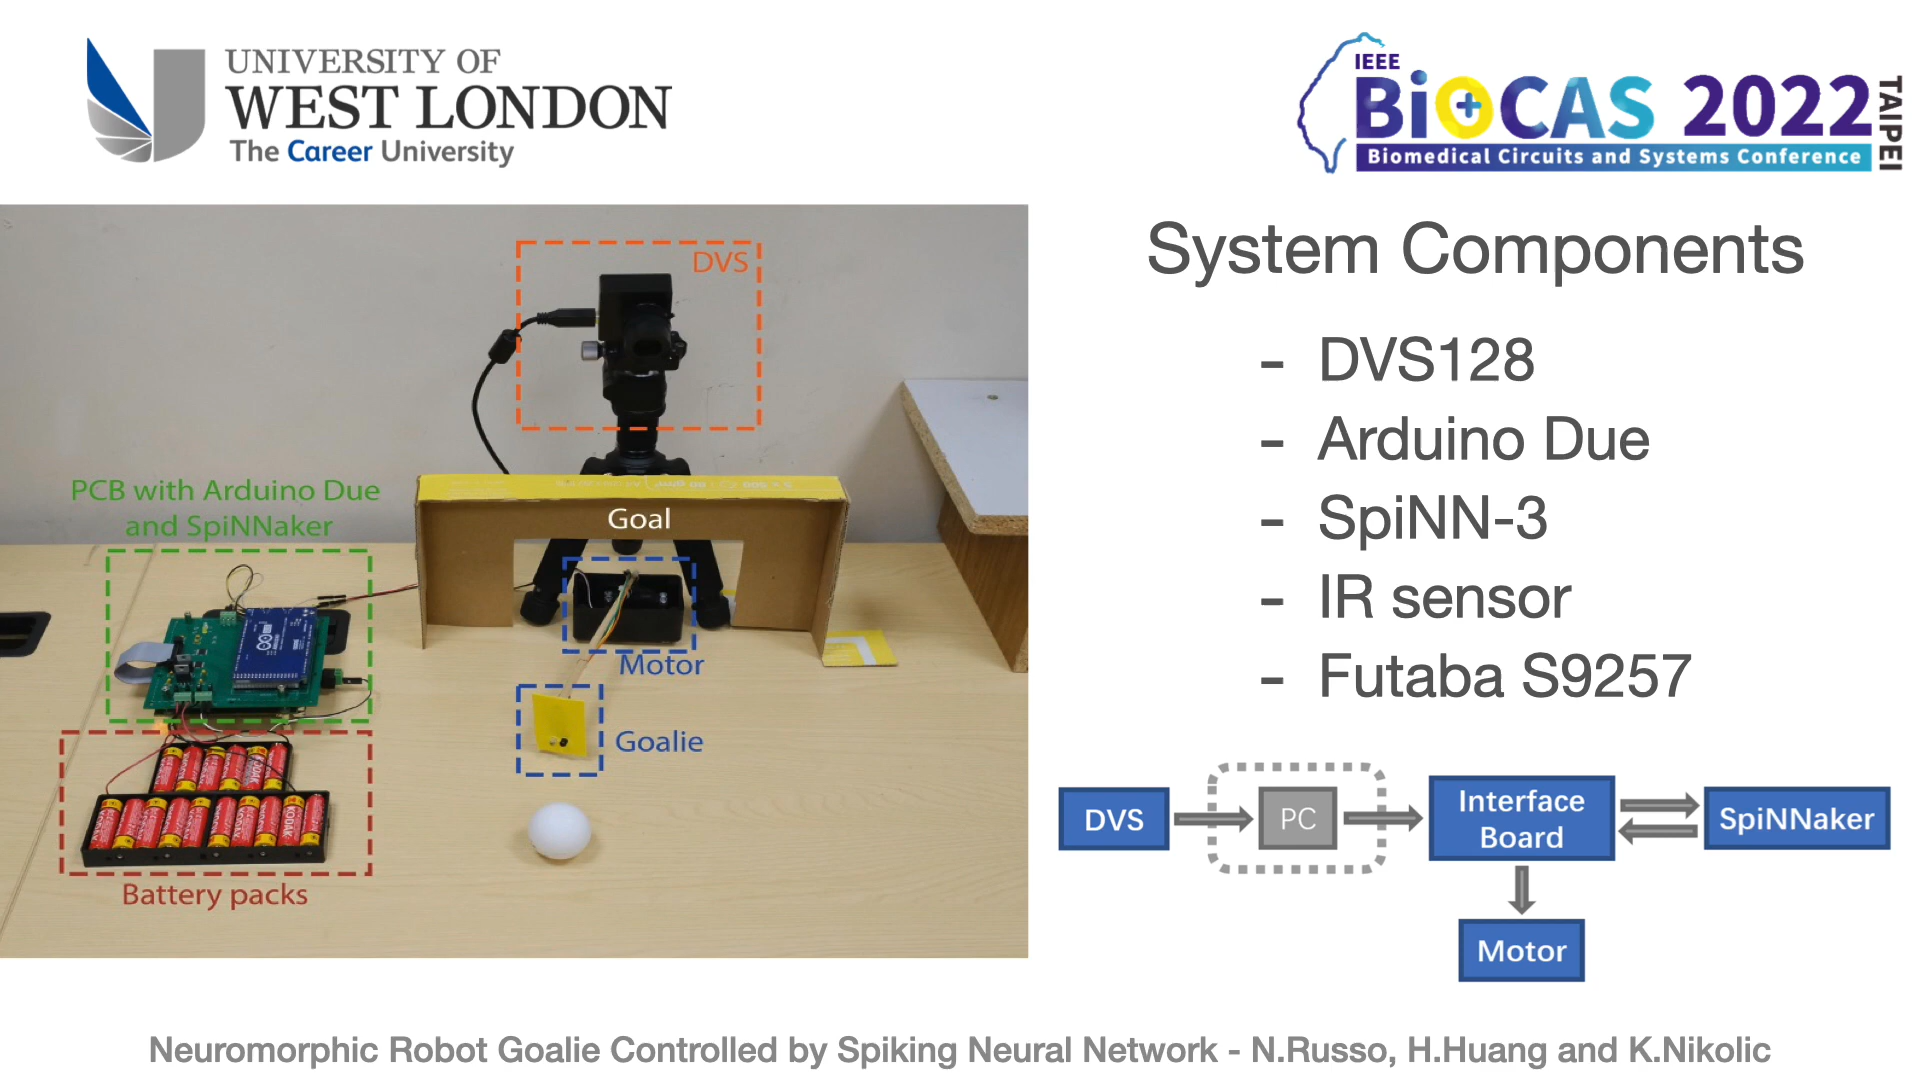 UNIVERSITY OF
WEST LONDON
The Career University
IEEE
BiOCAS 2022
TAIPEI
Biomedical Circuits and Systems Conference
System Components
- DVS128
- Arduino Due
- SpiNN-3
- IR sensor
- Futaba S9257
DVS
PCB with Arduino Due
and SpiNNaker
Goal
Motor
Goalie
Battery packs
KODAK
DVS
PC
Interface
Board
SpiNNaker
Motor
Neuromorphic Robot Goalie Controlled by Spiking Neural Network - N.Russo, H.Huang and K.Nikolic